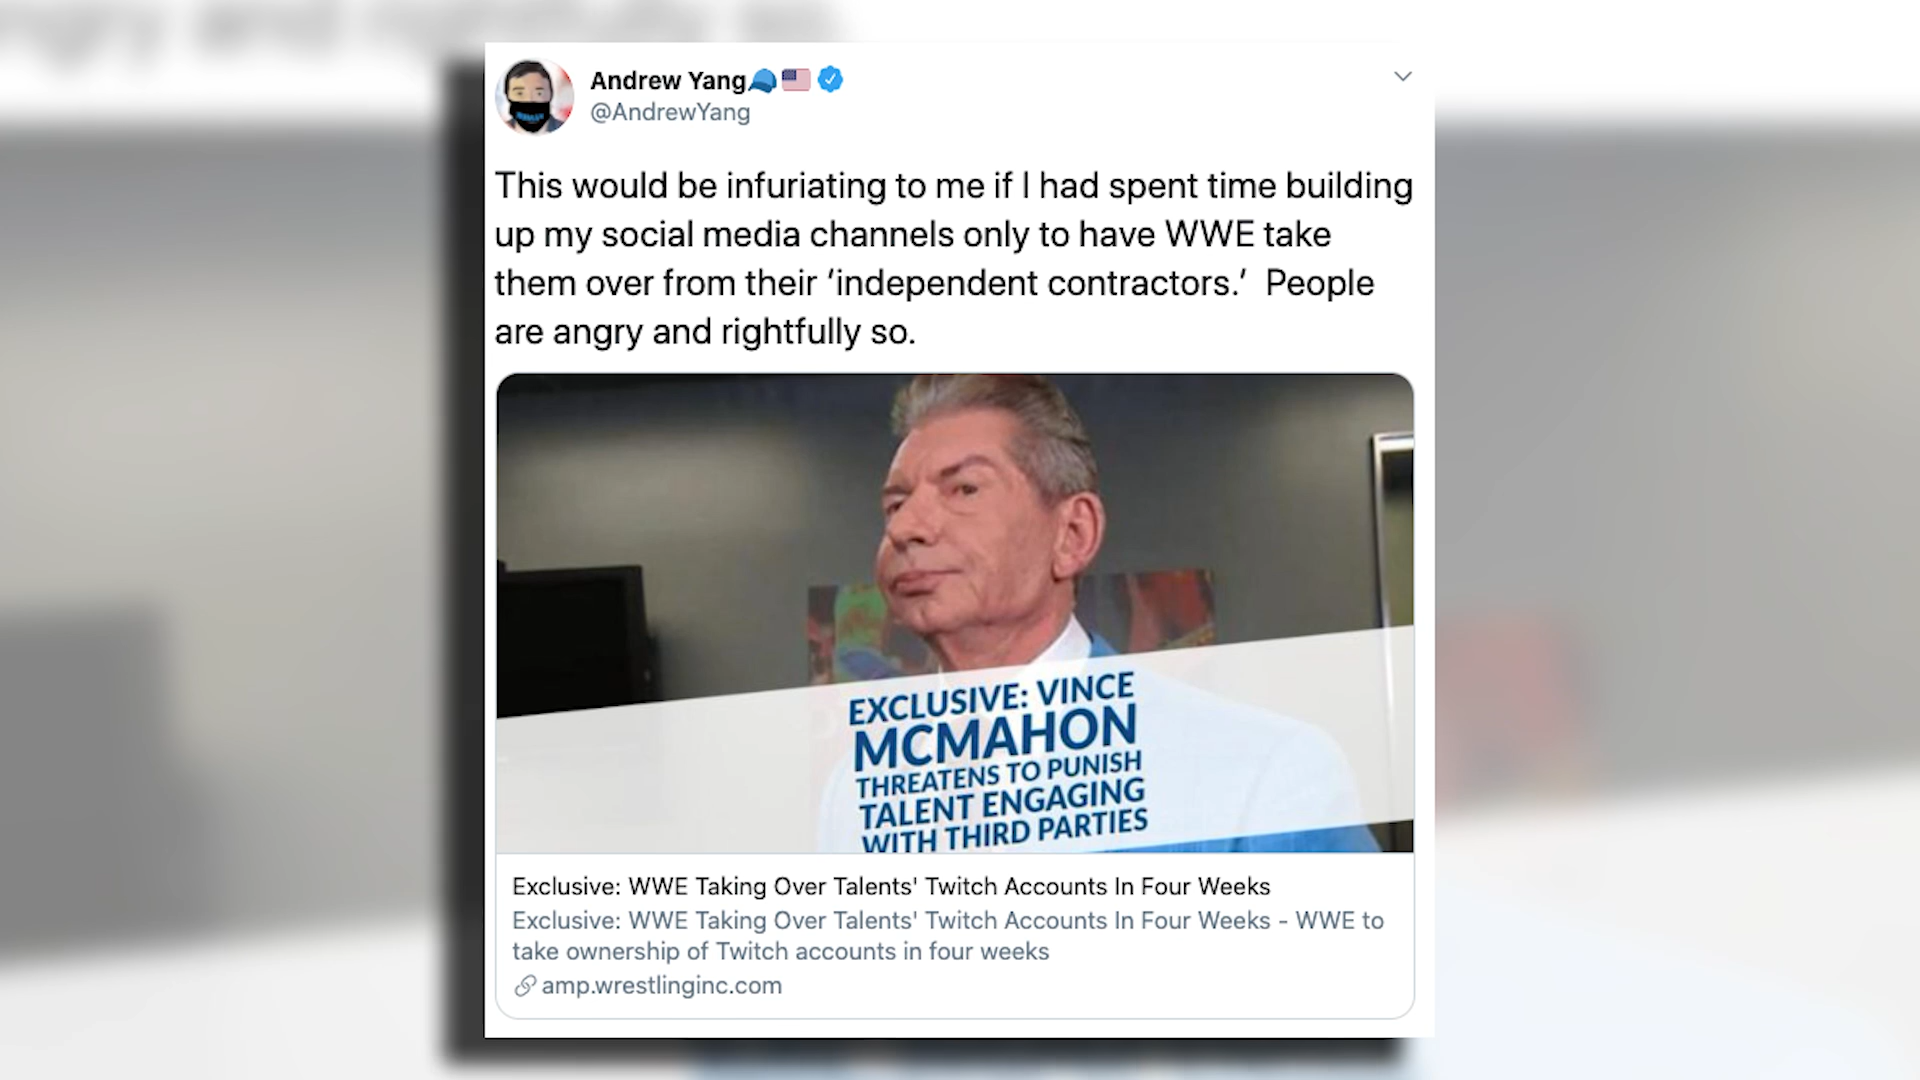 ngry and rightfully so.
Andrew Yang
@AndrewYang
This would be infuriating to me if I had spent time building
up my social media channels only to have WWE take
them over from their ‘independent contractors.’ People
are angry and rightfully so.
EXCLUSIVE: VINCE
MCMAHON
THREATENS TO PUNISH
TALENT ENGAGING
WITH THIRD PARTIES
Exclusive: WWE Taking Over Talents' Twitch Accounts In Four Weeks
Exclusive: WWE Taking Over Talents' Twitch Accounts In Four Weeks - WWE to
take ownership of Twitch accounts in four weeks
amp.wrestlinginc.com